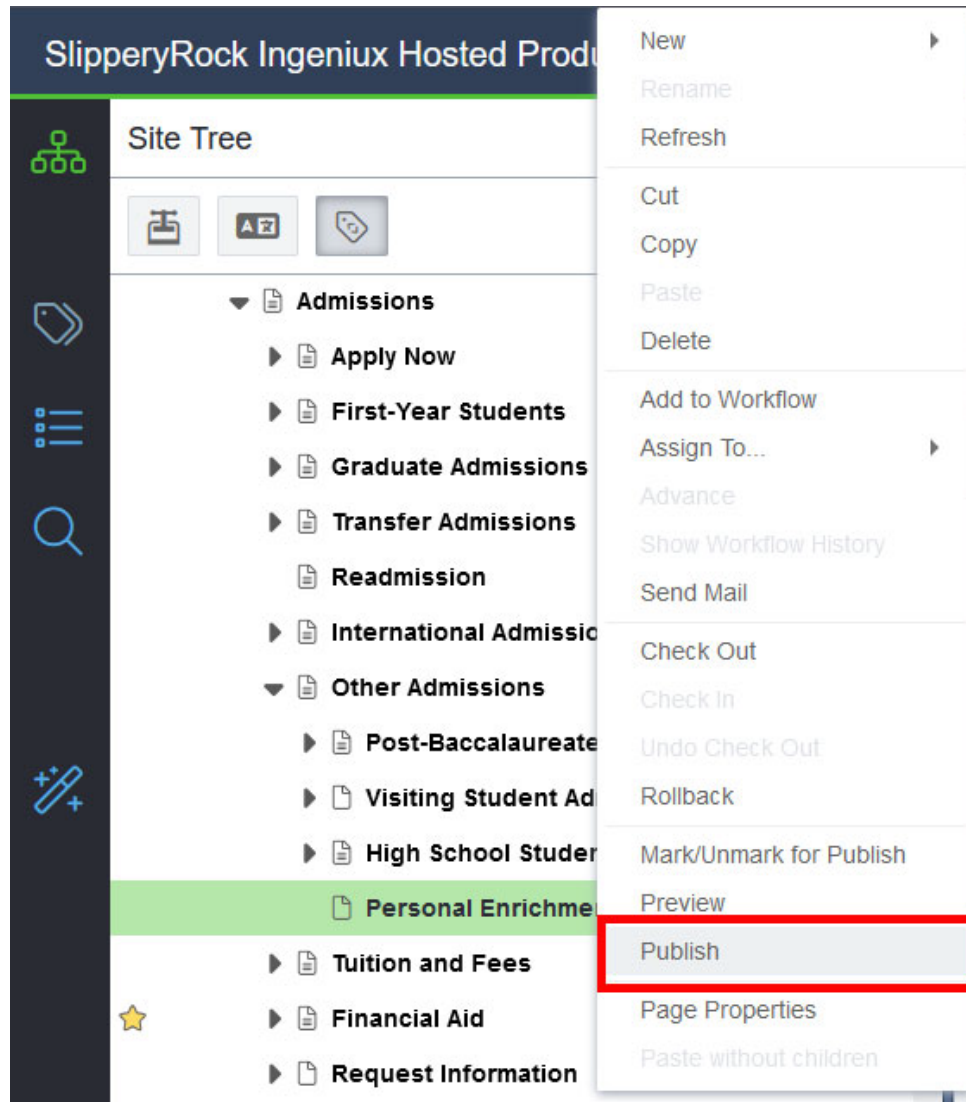 SlipperyRock Ingeniux Hosted Produ
Site Tree
Admissions
Apply Now
First-Year Students
Graduate Admissions
Transfer Admissions
Readmission
International Admissio
Other Admissions
Post-Baccalaureate
Visiting Student Ad
High School Studen
Personal Enrichme
Tuition and Fees
Financial Aid
Request Information
New
Rename
Refresh
Cut
Copy
Paste
Delete
Add to Workflow
Assign To...
Advance
Show Workflow History
Send Mail
Check Out
Check In
Undo Check Out
Rollback
Mark/Unmark for Publish
Preview
Publish
Page Properties
Paste without children